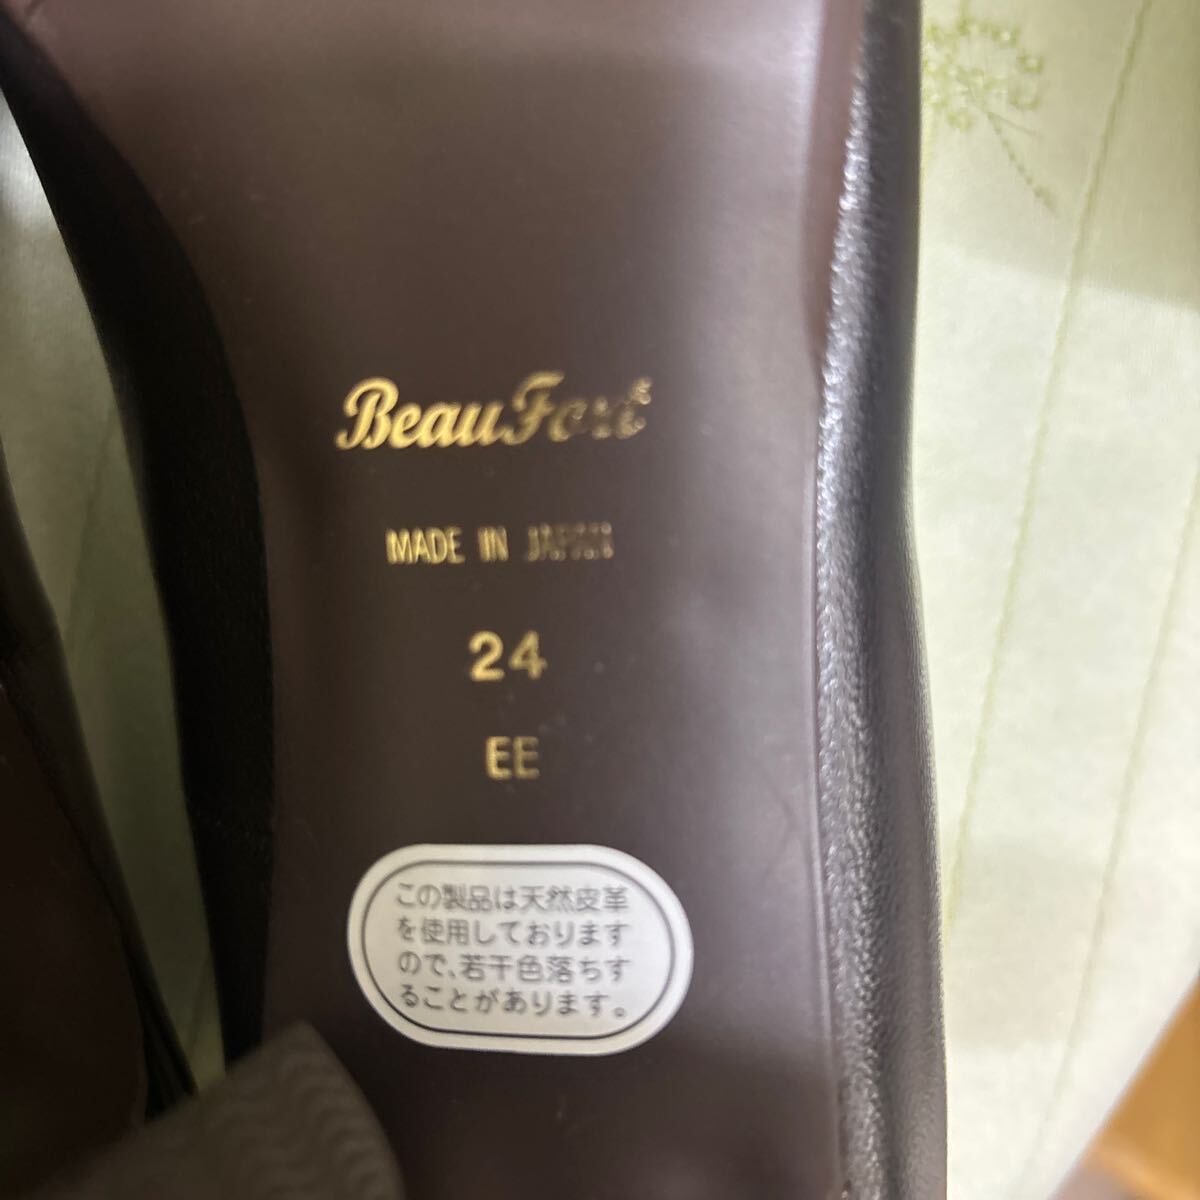 Beau Fort
MADE IN JAPAN
24
EE
この製品は天然皮革
を使用しております
ので、若干色落ちす
ることがあります。